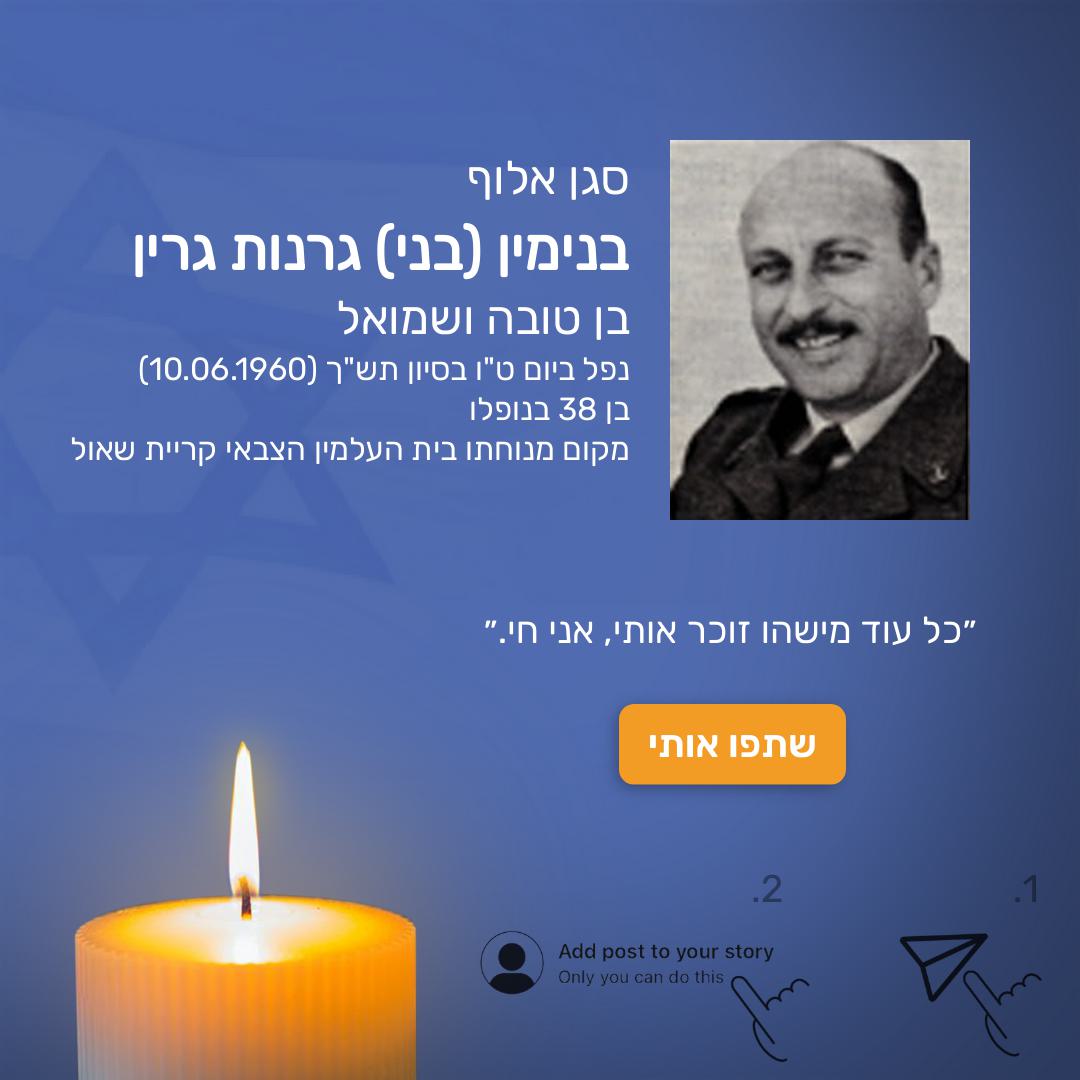 סגן אלוף
בנימין (בני) גרנות גרין
בן טובה ושמואל
נפל ביום ט"ו בסיון תש"ך (10.06.1960)
בן 38 בנופלו
מקום מנוחתו בית העלמין הצבאי קריית שאול
״כל עוד מישהו זוכר אותי, אני חי.״
שתפו אותי
1.
2.
Add post to your story
Only you can do this